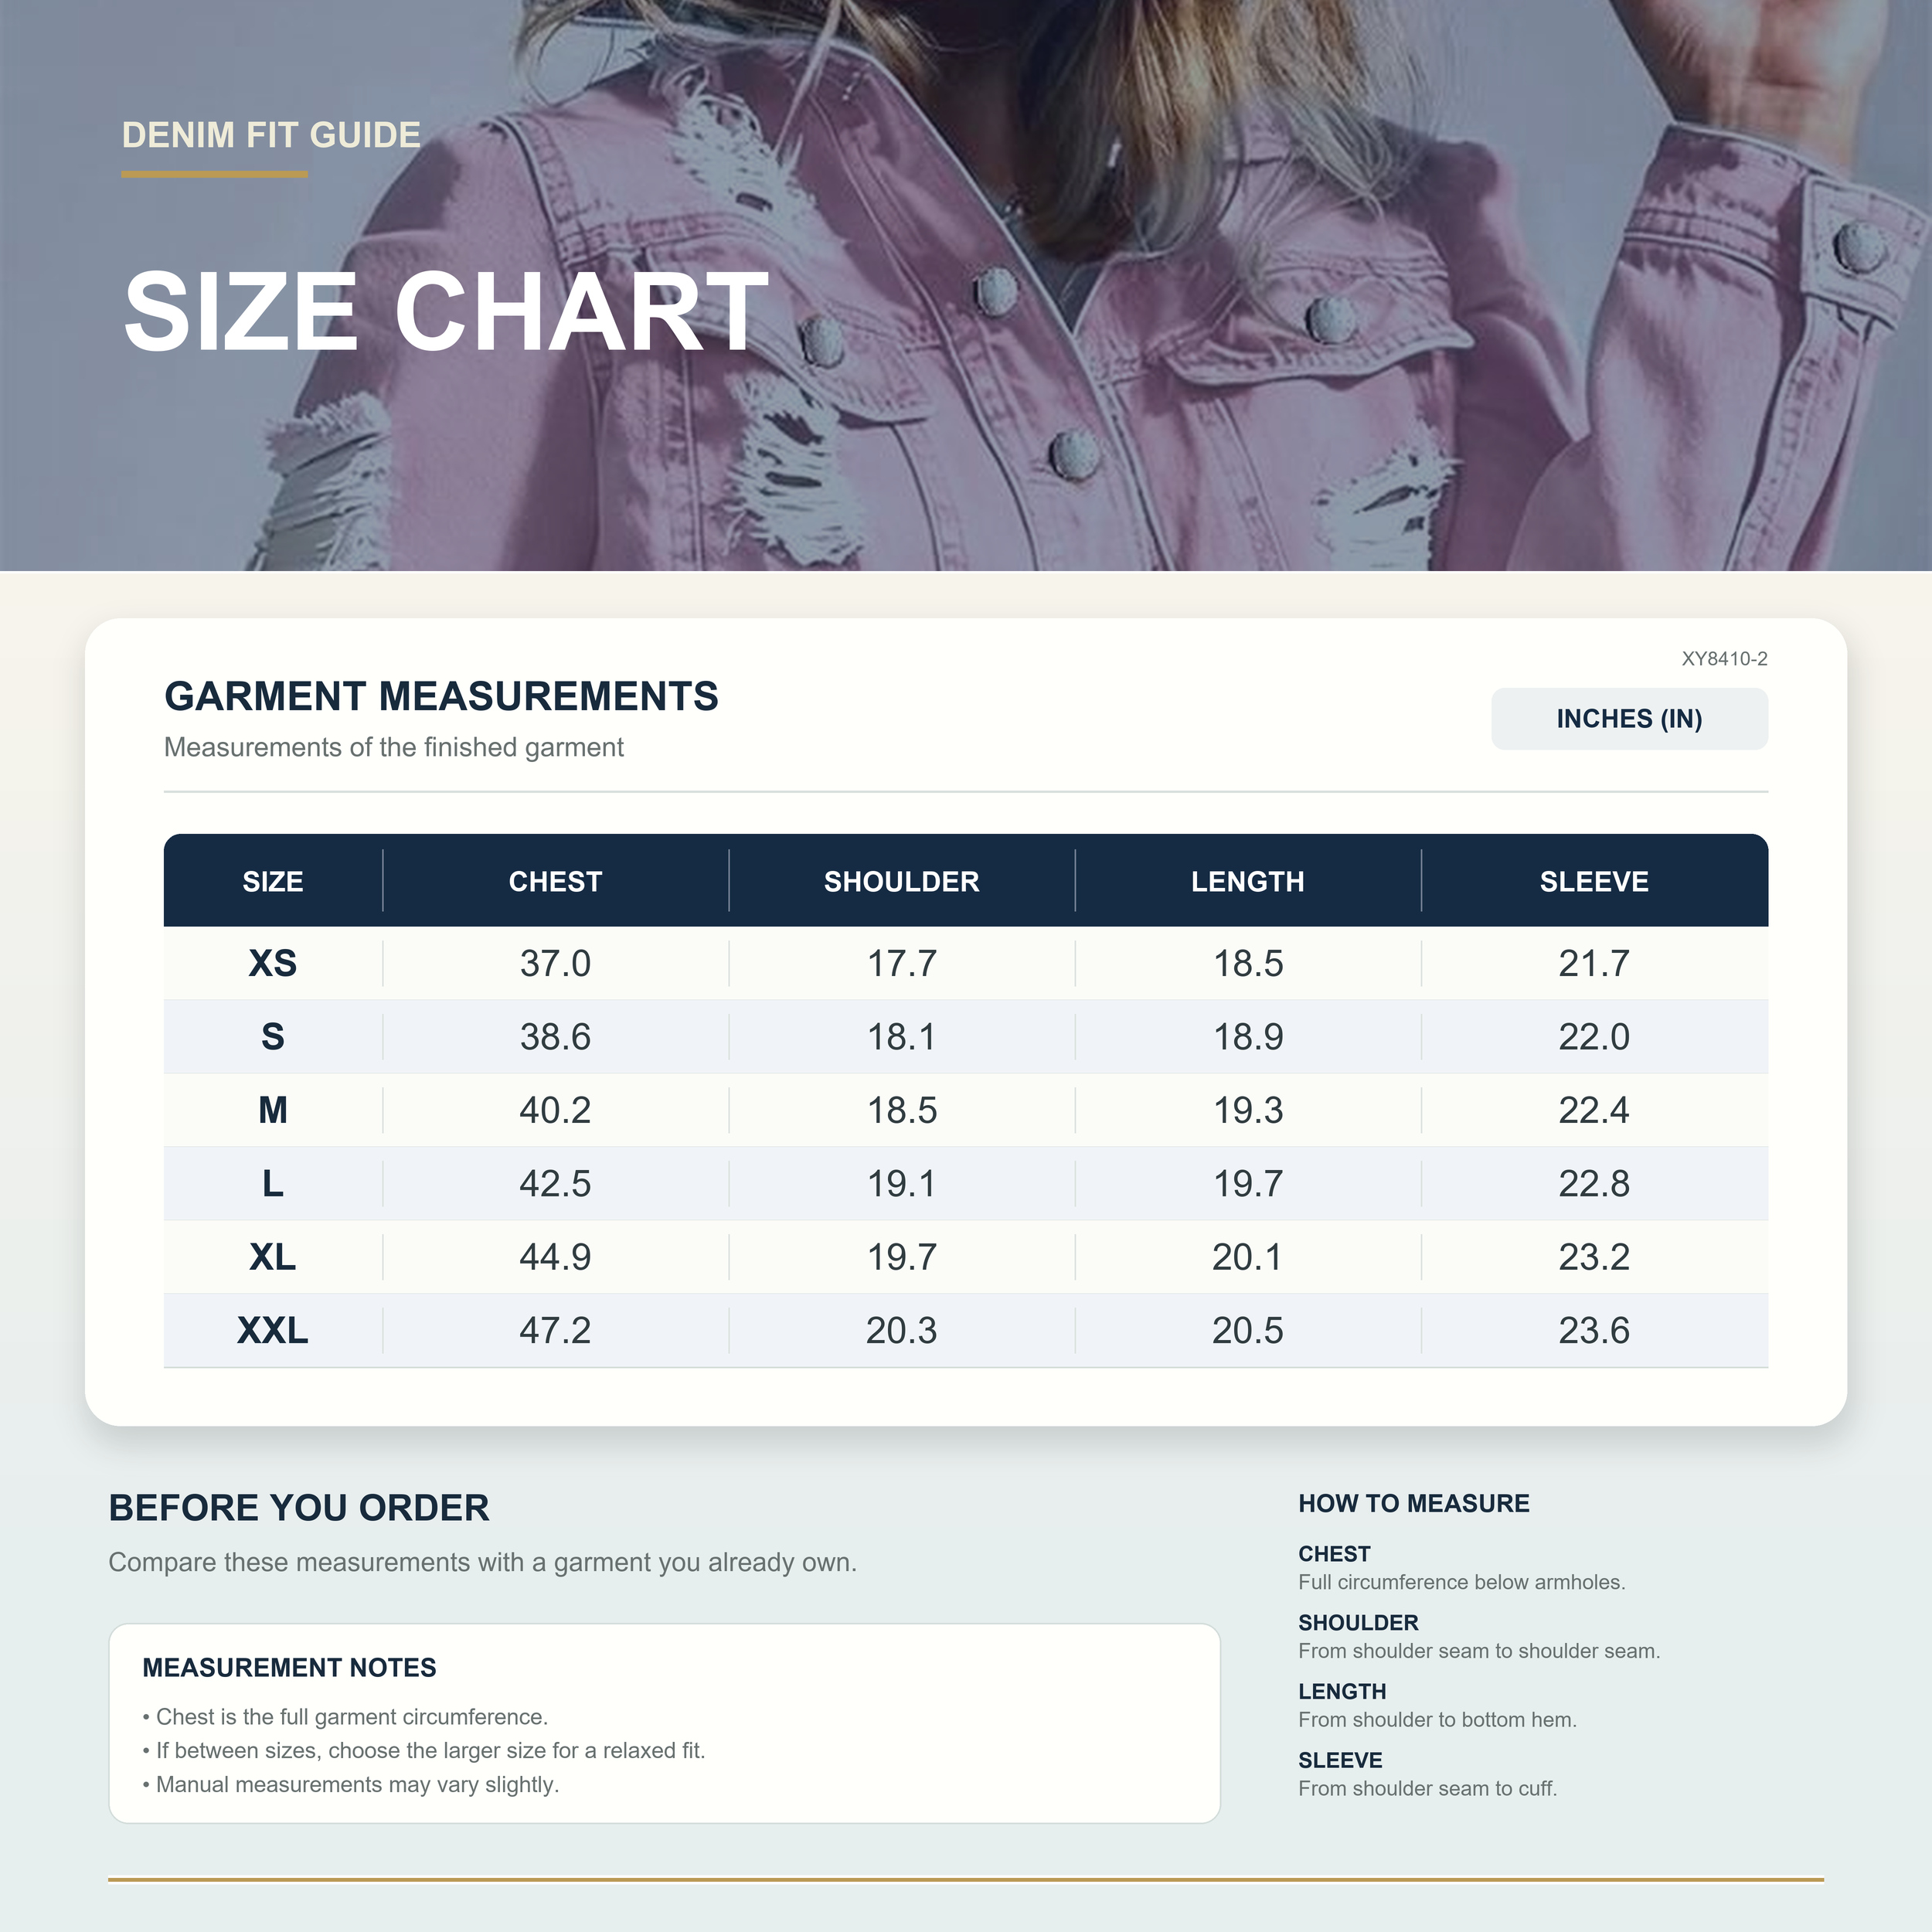 DENIM FIT GUIDE
SIZE CHART
XY8410-2
GARMENT MEASUREMENTS
INCHES (IN)
Measurements of the finished garment
SIZE CHEST SHOULDER LENGTH SLEEVE
XS 37.0 17.7 18.5 21.7
S 38.6 18.1 18.9 22.0
M 40.2 18.5 19.3 22.4
L 42.5 19.1 19.7 22.8
XL 44.9 19.7 20.1 23.2
XXL 47.2 20.3 20.5 23.6
BEFORE YOU ORDER
Compare these measurements with a garment you already own.
MEASUREMENT NOTES
• Chest is the full garment circumference.
• If between sizes, choose the larger size for a relaxed fit.
• Manual measurements may vary slightly.
HOW TO MEASURE
CHEST
Full circumference below armholes.
SHOULDER
From shoulder seam to shoulder seam.
LENGTH
From shoulder to bottom hem.
SLEEVE
From shoulder seam to cuff.